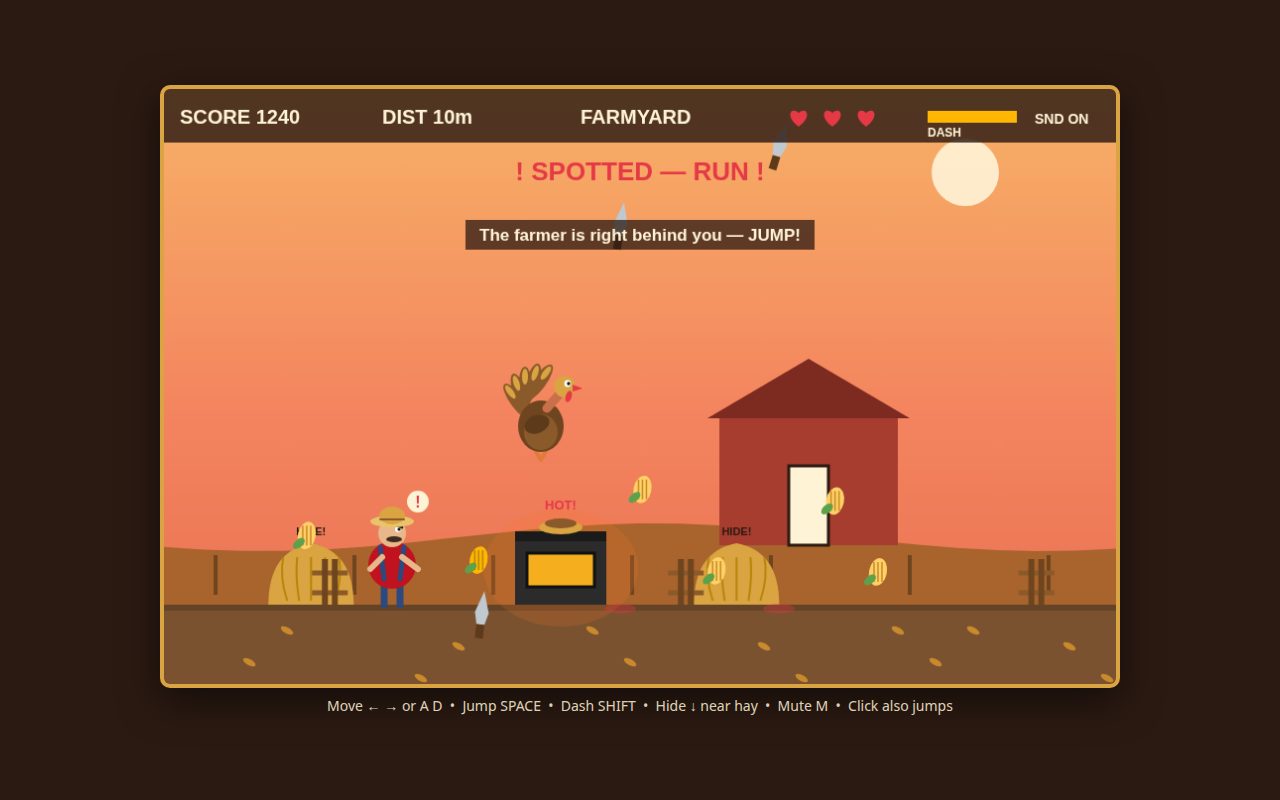 SCORE 1240
DIST 10m
FARMYARD
DASH
SND ON
! SPOTTED — RUN !
The farmer is right behind you — JUMP!
!
HOT!
HIDE!
Move ← → or A D • Jump SPACE • Dash SHIFT • Hide ↓ near hay • Mute M • Click also jumps